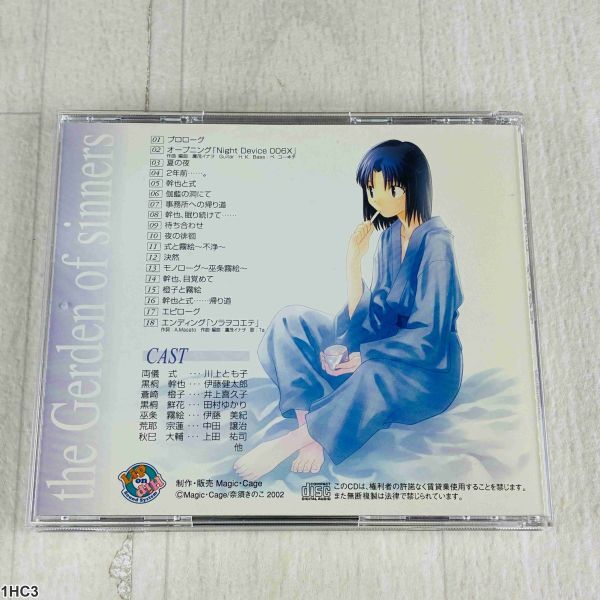 the Gerden of sinners
01 プロローグ
02 オープニング「Night Device 006X」
03 夏の夜
04 2年前……。
05 幹也と式
06 伽藍の洞にて
07 事務所への帰り道
08 幹也、眠り続けて……
09 待ち合わせ
10 夜の徘徊
11 式と霧絵〜不浄〜
12 決然
13 モノローグ〜巫条霧絵〜
14 幹也、目覚めて
15 橙子と霧絵
16 幹也と式……帰り道
17 エピローグ
18 エンディング「ソラヲコエテ」
CAST
両儀 式 … 川上とも子
黒桐 幹也 … 伊藤健太郎
蒼崎 橙子 … 井上喜久子
黒桐 鮮花 … 田村ゆかり
巫条 霧絵 … 伊藤 美紀
荒耶 宗蓮 … 中田 譲治
秋巳 大輔 … 上田 祐司
他
制作・販売 Magic・Cage
©Magic・Cage/奈須きのこ 2002
COMPACT
disc
DIGITAL AUDIO
このCDは、権利者の許諾なく賃貸業使用することを禁じます。
また無断複製は法律で禁じられています。
1HC3